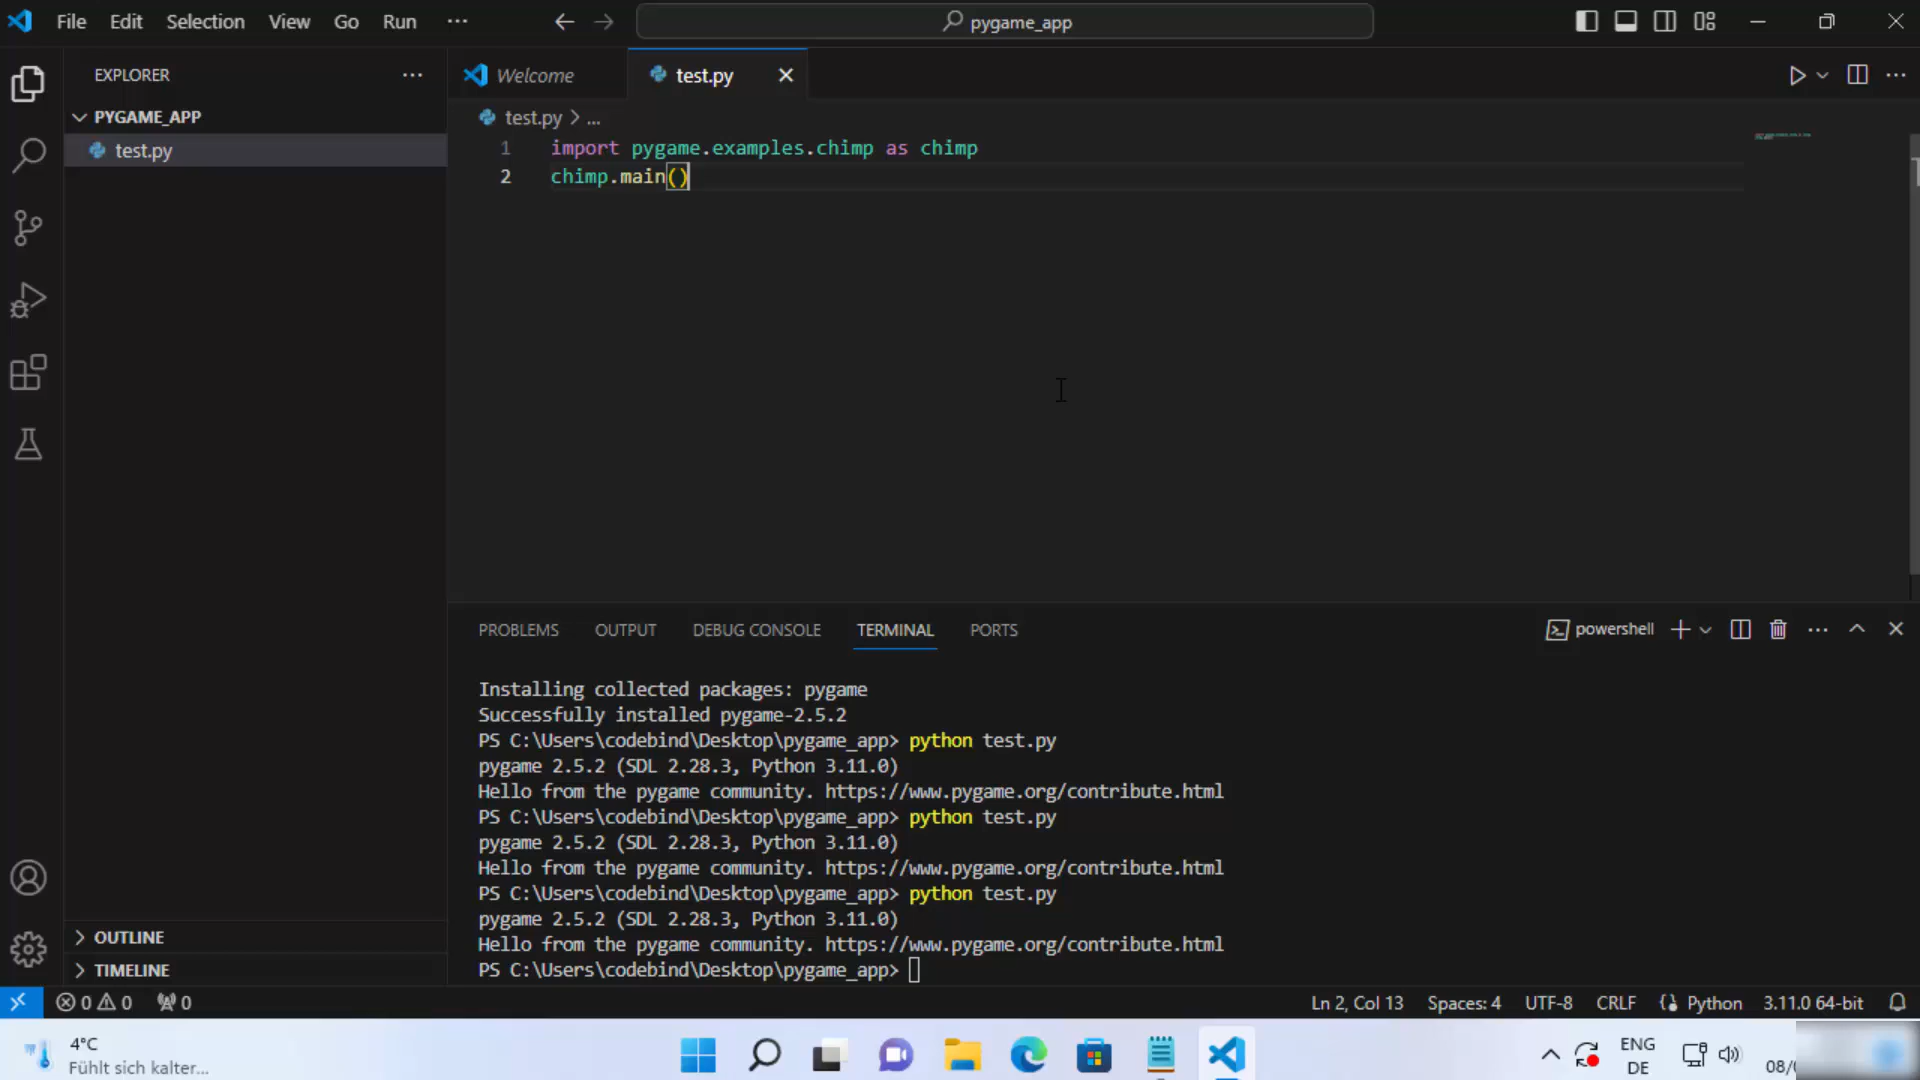 File Edit Selection View Go Run ··· pygame_app
EXPLORER ···
PYGAME_APP
test.py
Welcome test.py
test.py > ...
1 import pygame.examples.chimp as chimp
2 chimp.main()
PROBLEMS OUTPUT DEBUG CONSOLE TERMINAL PORTS powershell
Installing collected packages: pygame
Successfully installed pygame-2.5.2
PS C:\Users\codebind\Desktop\pygame_app> python test.py
pygame 2.5.2 (SDL 2.28.3, Python 3.11.0)
Hello from the pygame community. https://www.pygame.org/contribute.html
PS C:\Users\codebind\Desktop\pygame_app> python test.py
pygame 2.5.2 (SDL 2.28.3, Python 3.11.0)
Hello from the pygame community. https://www.pygame.org/contribute.html
PS C:\Users\codebind\Desktop\pygame_app> python test.py
pygame 2.5.2 (SDL 2.28.3, Python 3.11.0)
Hello from the pygame community. https://www.pygame.org/contribute.html
PS C:\Users\codebind\Desktop\pygame_app>
OUTLINE
TIMELINE
0 0 0 Ln 2, Col 13 Spaces: 4 UTF-8 CRLF Python 3.11.0 64-bit
4°C
Fühlt sich kalter...
ENG
DE
08/